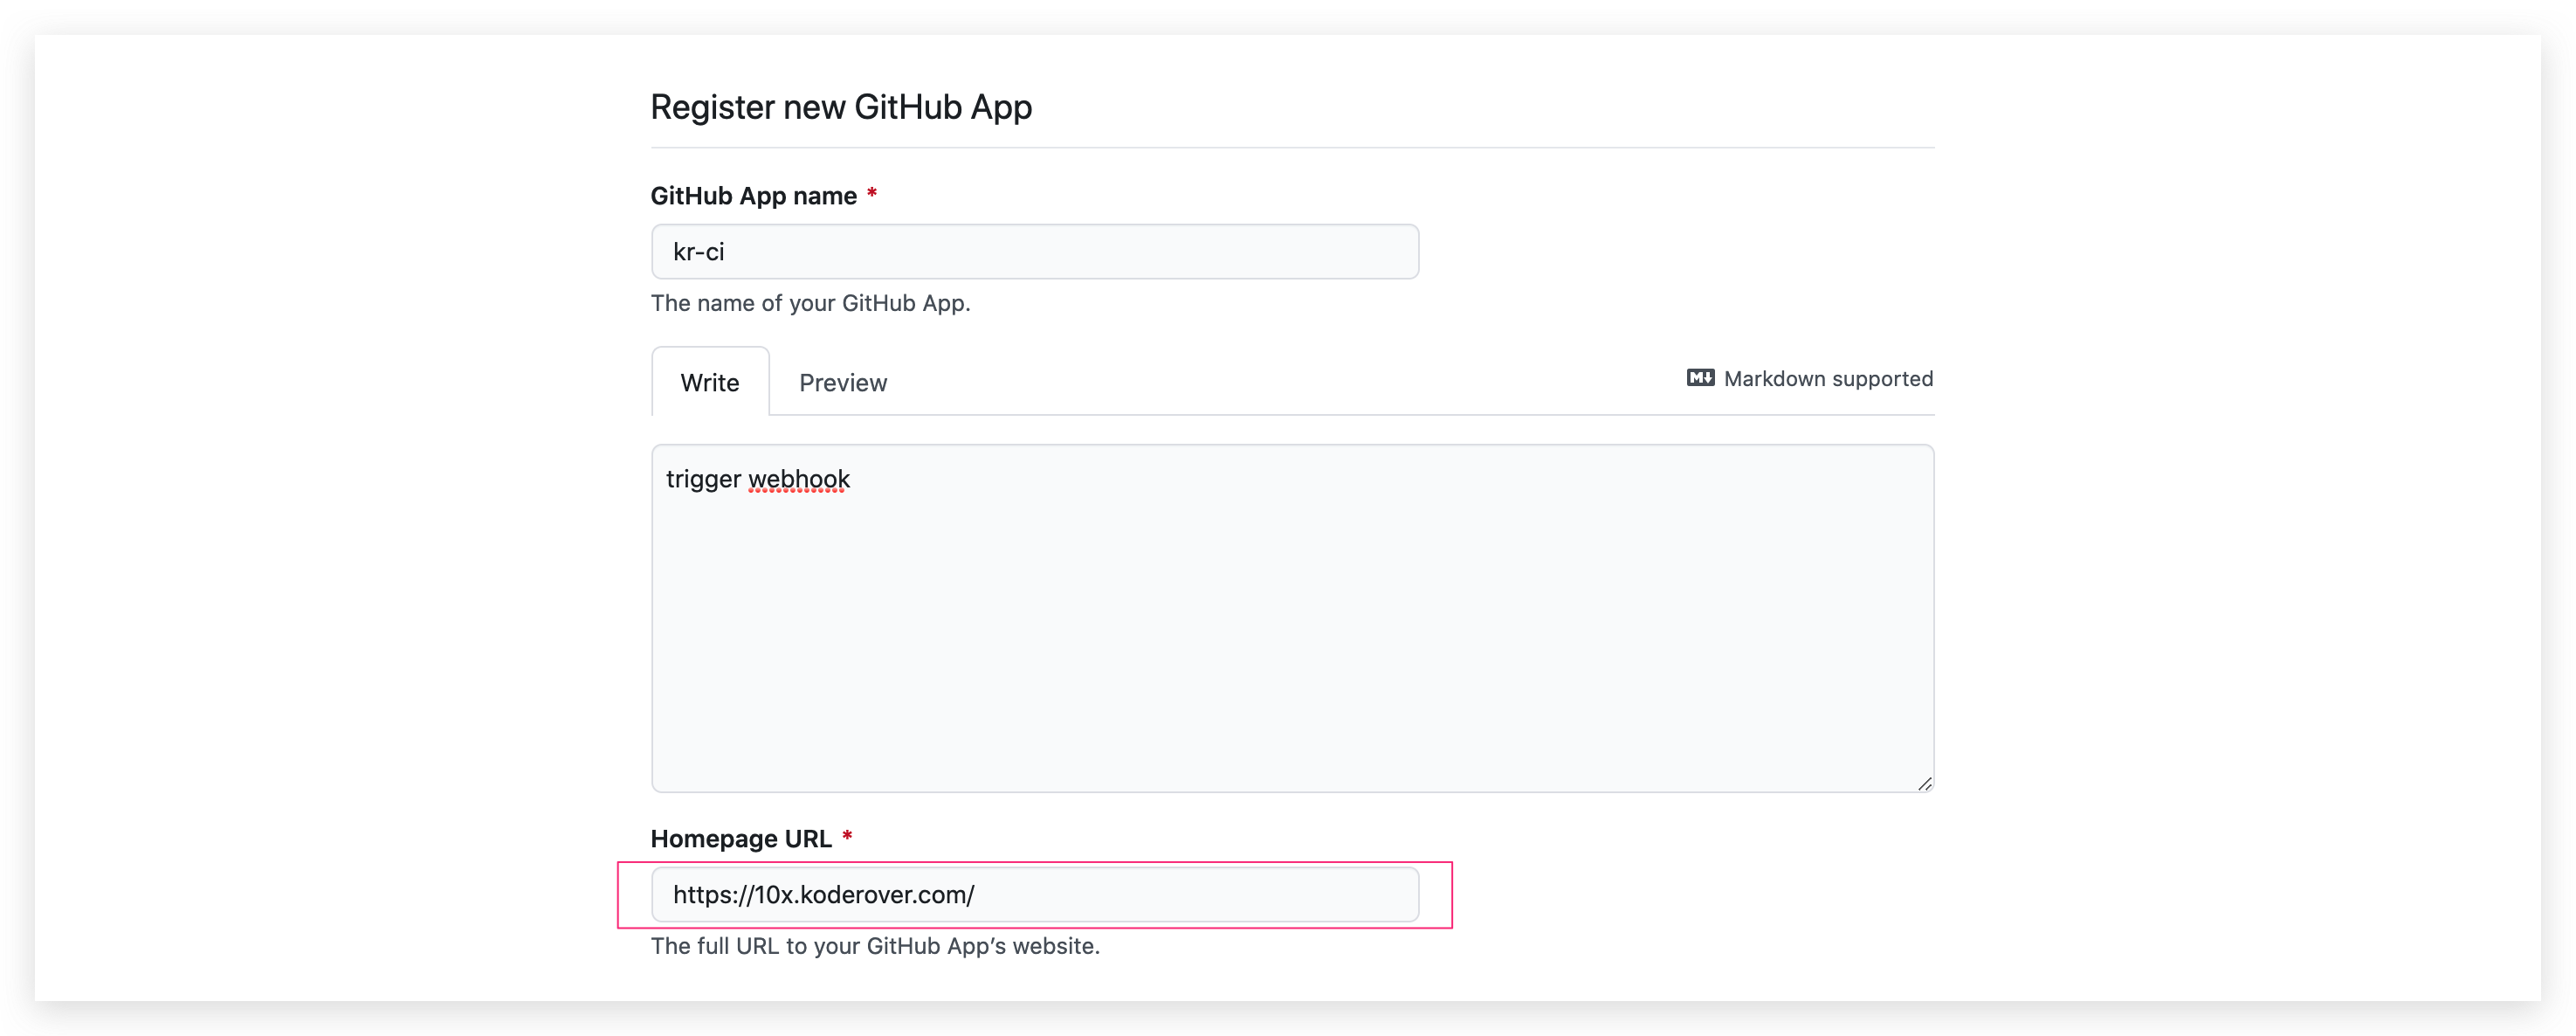 Register new GitHub App
GitHub App name *
kr-ci
The name of your GitHub App.
Write Preview Markdown supported
trigger webhook
Homepage URL *
https://10x.koderover.com/
The full URL to your GitHub App’s website.